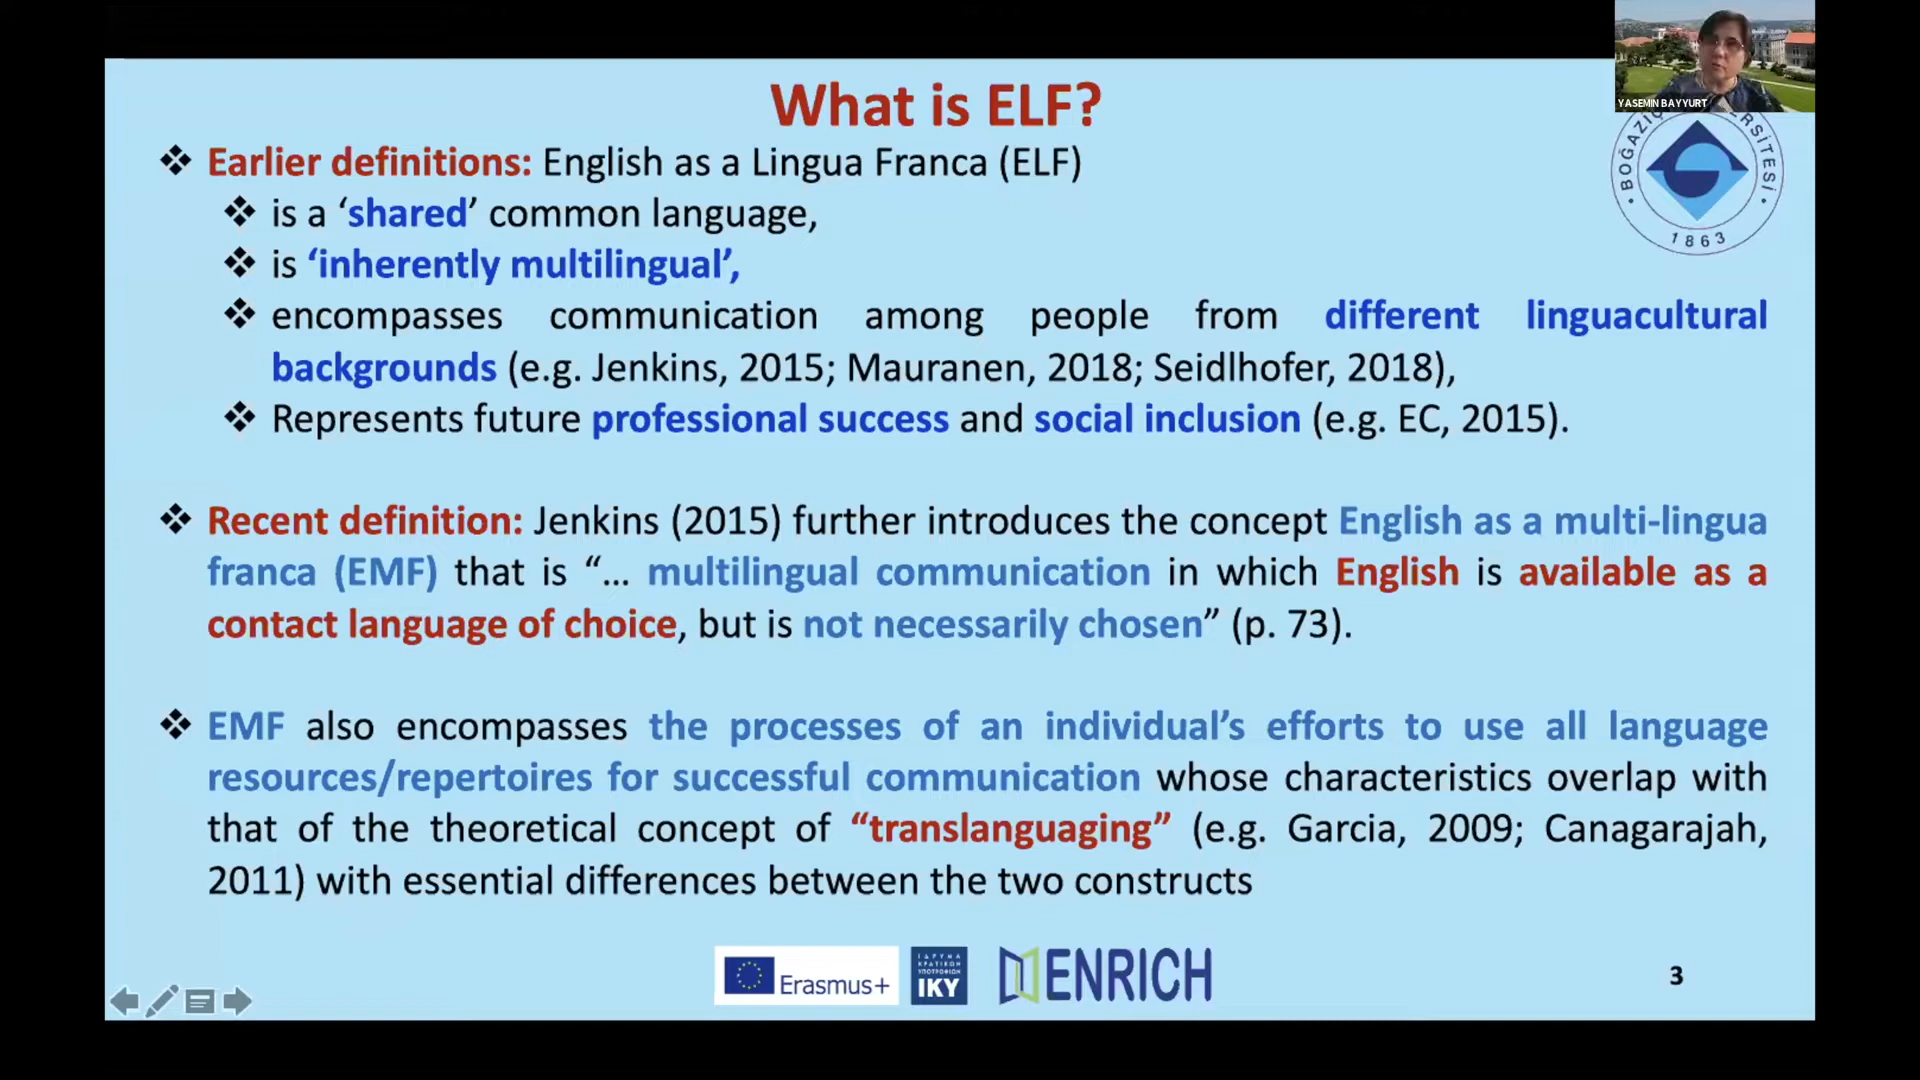 What is ELF?
YASEMIN BAYYURT
❖ Earlier definitions: English as a Lingua Franca (ELF)
❖ is a ‘shared’ common language,
❖ is ‘inherently multilingual’,
❖ encompasses communication among people from different linguacultural
backgrounds (e.g. Jenkins, 2015; Mauranen, 2018; Seidlhofer, 2018),
❖ Represents future professional success and social inclusion (e.g. EC, 2015).
1863
❖ Recent definition: Jenkins (2015) further introduces the concept English as a multi-lingua
franca (EMF) that is “... multilingual communication in which English is available as a
contact language of choice, but is not necessarily chosen” (p. 73).
❖ EMF also encompasses the processes of an individual’s efforts to use all language
resources/repertoires for successful communication whose characteristics overlap with
that of the theoretical concept of “translanguaging” (e.g. Garcia, 2009; Canagarajah,
2011) with essential differences between the two constructs
Erasmus+
ΙΔΡΥΜΑ
ΚΡΑΤΙΚΩΝ
ΥΠΟΤΡΟΦΙΩΝ
IKY
ENRICH
3